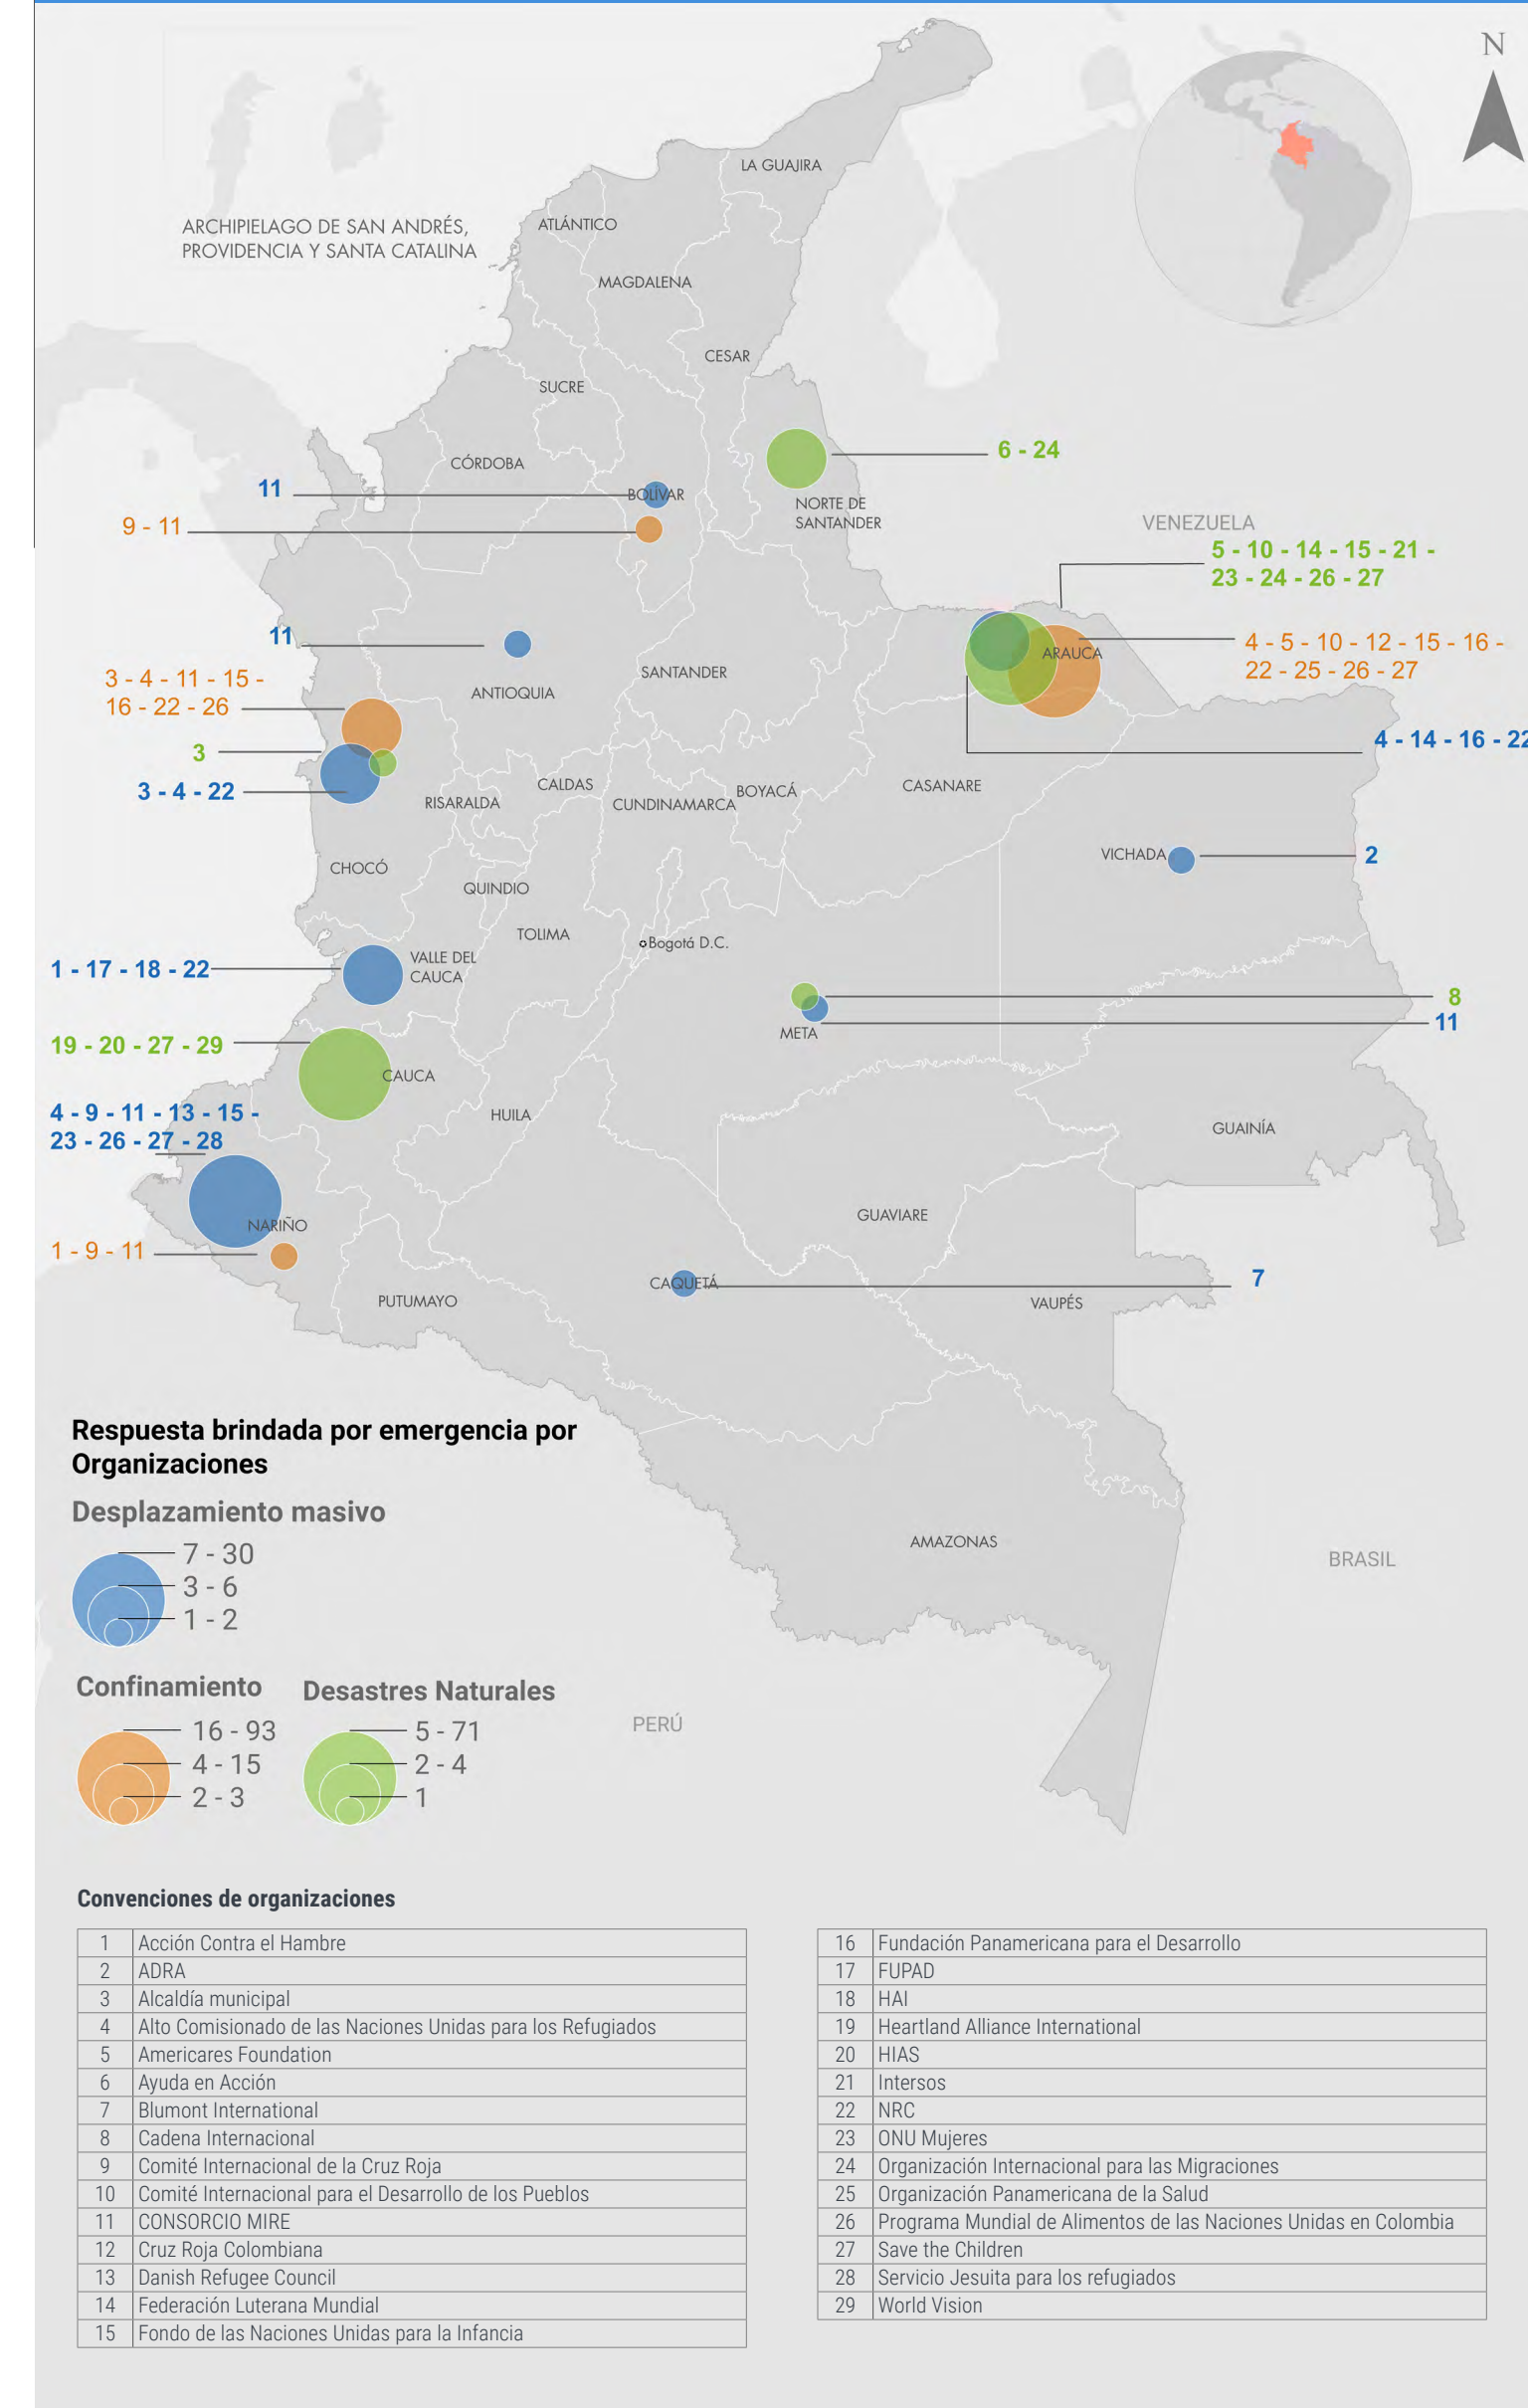 N
LA GUAJIRA
ARCHIPIELAGO DE SAN ANDRÉS,
PROVIDENCIA Y SANTA CATALINA
ATLÁNTICO
MAGDALENA
CESAR
SUCRE
CÓRDOBA
6 - 24
11
BOLÍVAR
NORTE DE
SANTANDER
9 - 11
VENEZUELA
5 - 10 - 14 - 15 - 21 -
23 - 24 - 26 - 27
11
4 - 5 - 10 - 12 - 15 - 16 -
22 - 25 - 26 - 27
ARAUCA
SANTANDER
ANTIOQUIA
3 - 4 - 11 - 15 -
16 - 22 - 26
3
4 - 14 - 16 - 22
3 - 4 - 22
CALDAS
BOYACÁ
CASANARE
RISARALDA
CUNDINAMARCA
VICHADA
2
CHOCÓ
QUINDIO
TOLIMA
Bogotá D.C.
VALLE DEL
CAUCA
1 - 17 - 18 - 22
8
11
META
19 - 20 - 27 - 29
CAUCA
4 - 9 - 11 - 13 - 15 -
23 - 26 - 27 - 28
HUILA
GUAINÍA
GUAVIARE
NARIÑO
1 - 9 - 11
CAQUETÁ
7
PUTUMAYO
VAUPÉS
Respuesta brindada por emergencia por
Organizaciones
Desplazamiento masivo
7 - 30
3 - 6
1 - 2
AMAZONAS
BRASIL
Confinamiento
16 - 93
4 - 15
2 - 3
Desastres Naturales
5 - 71
2 - 4
1
PERÚ
Convenciones de organizaciones
1 Acción Contra el Hambre
2 ADRA
3 Alcaldía municipal
4 Alto Comisionado de las Naciones Unidas para los Refugiados
5 Americares Foundation
6 Ayuda en Acción
7 Blumont International
8 Cadena Internacional
9 Comité Internacional de la Cruz Roja
10 Comité Internacional para el Desarrollo de los Pueblos
11 CONSORCIO MIRE
12 Cruz Roja Colombiana
13 Danish Refugee Council
14 Federación Luterana Mundial
15 Fondo de las Naciones Unidas para la Infancia
16 Fundación Panamericana para el Desarrollo
17 FUPAD
18 HAI
19 Heartland Alliance International
20 HIAS
21 Intersos
22 NRC
23 ONU Mujeres
24 Organización Internacional para las Migraciones
25 Organización Panamericana de la Salud
26 Programa Mundial de Alimentos de las Naciones Unidas en Colombia
27 Save the Children
28 Servicio Jesuita para los refugiados
29 World Vision